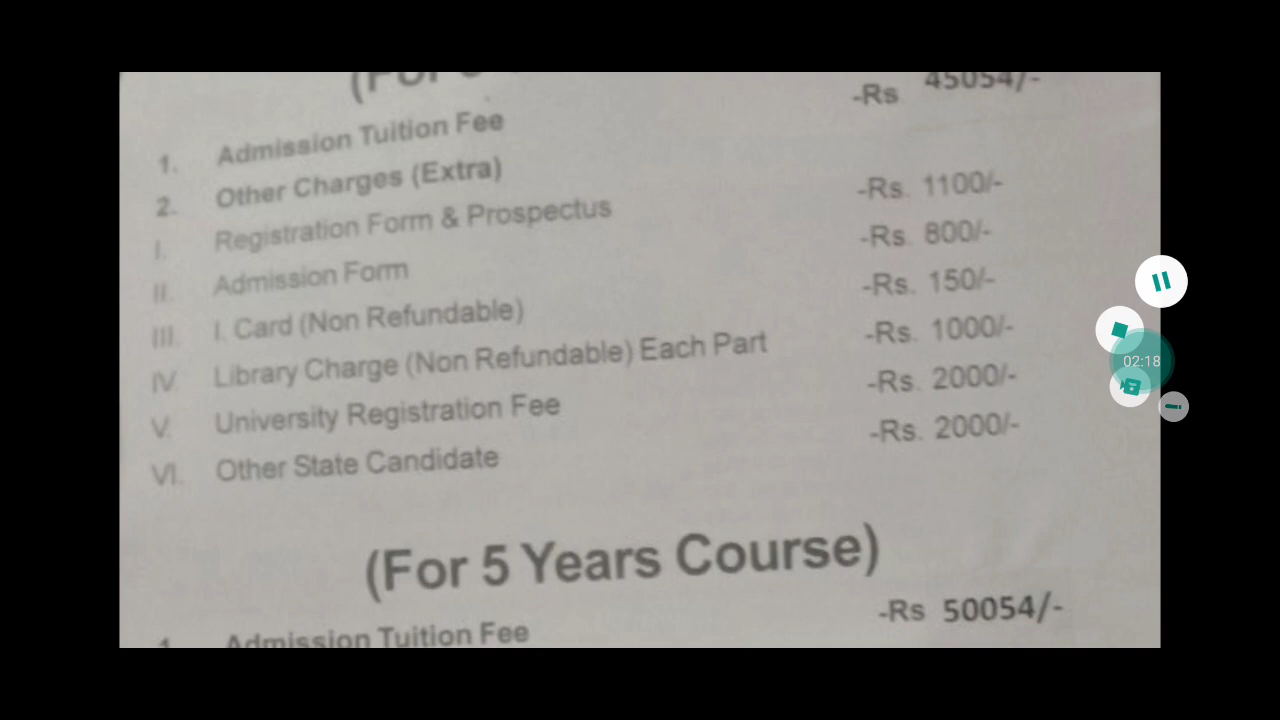 (For
1. Admission Tuition Fee -Rs 45054/-
2. Other Charges (Extra)
I. Registration Form & Prospectus -Rs. 1100/-
II. Admission Form -Rs. 800/-
III. I. Card (Non Refundable) -Rs. 150/-
IV. Library Charge (Non Refundable) Each Part -Rs. 1000/-
V. University Registration Fee -Rs. 2000/-
VI. Other State Candidate -Rs. 2000/-
(For 5 Years Course)
1. Admission Tuition Fee -Rs 50054/-
02:18